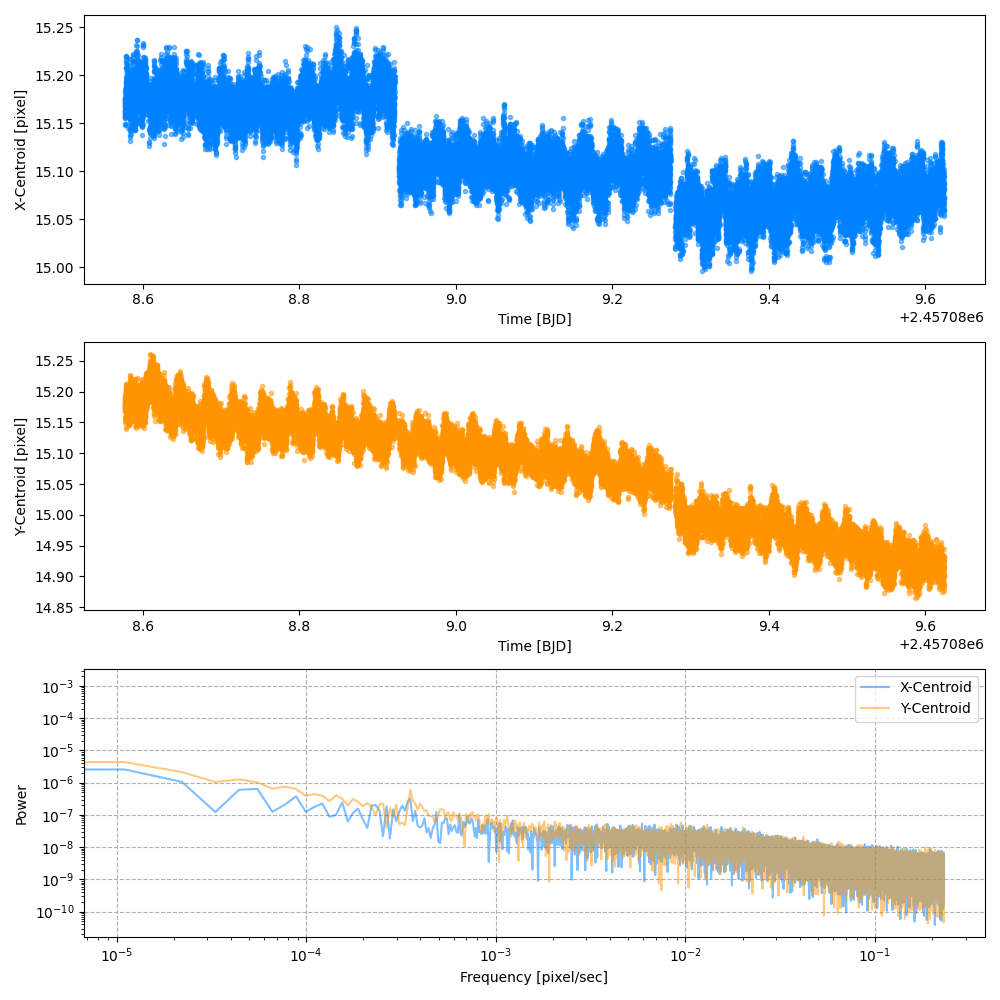 X-Centroid [pixel]
15.25
15.20
15.15
15.10
15.05
15.00
8.6 8.8 9.0 9.2 9.4 9.6
Time [BJD]
+2.45708e6
Y-Centroid [pixel]
15.25
15.20
15.15
15.10
15.05
15.00
14.95
14.90
14.85
8.6 8.8 9.0 9.2 9.4 9.6
Time [BJD]
+2.45708e6
Power
10⁻³
10⁻⁴
10⁻⁵
10⁻⁶
10⁻⁷
10⁻⁸
10⁻⁹
10⁻¹⁰
X-Centroid
Y-Centroid
10⁻⁵ 10⁻⁴ 10⁻³ 10⁻² 10⁻¹
Frequency [pixel/sec]